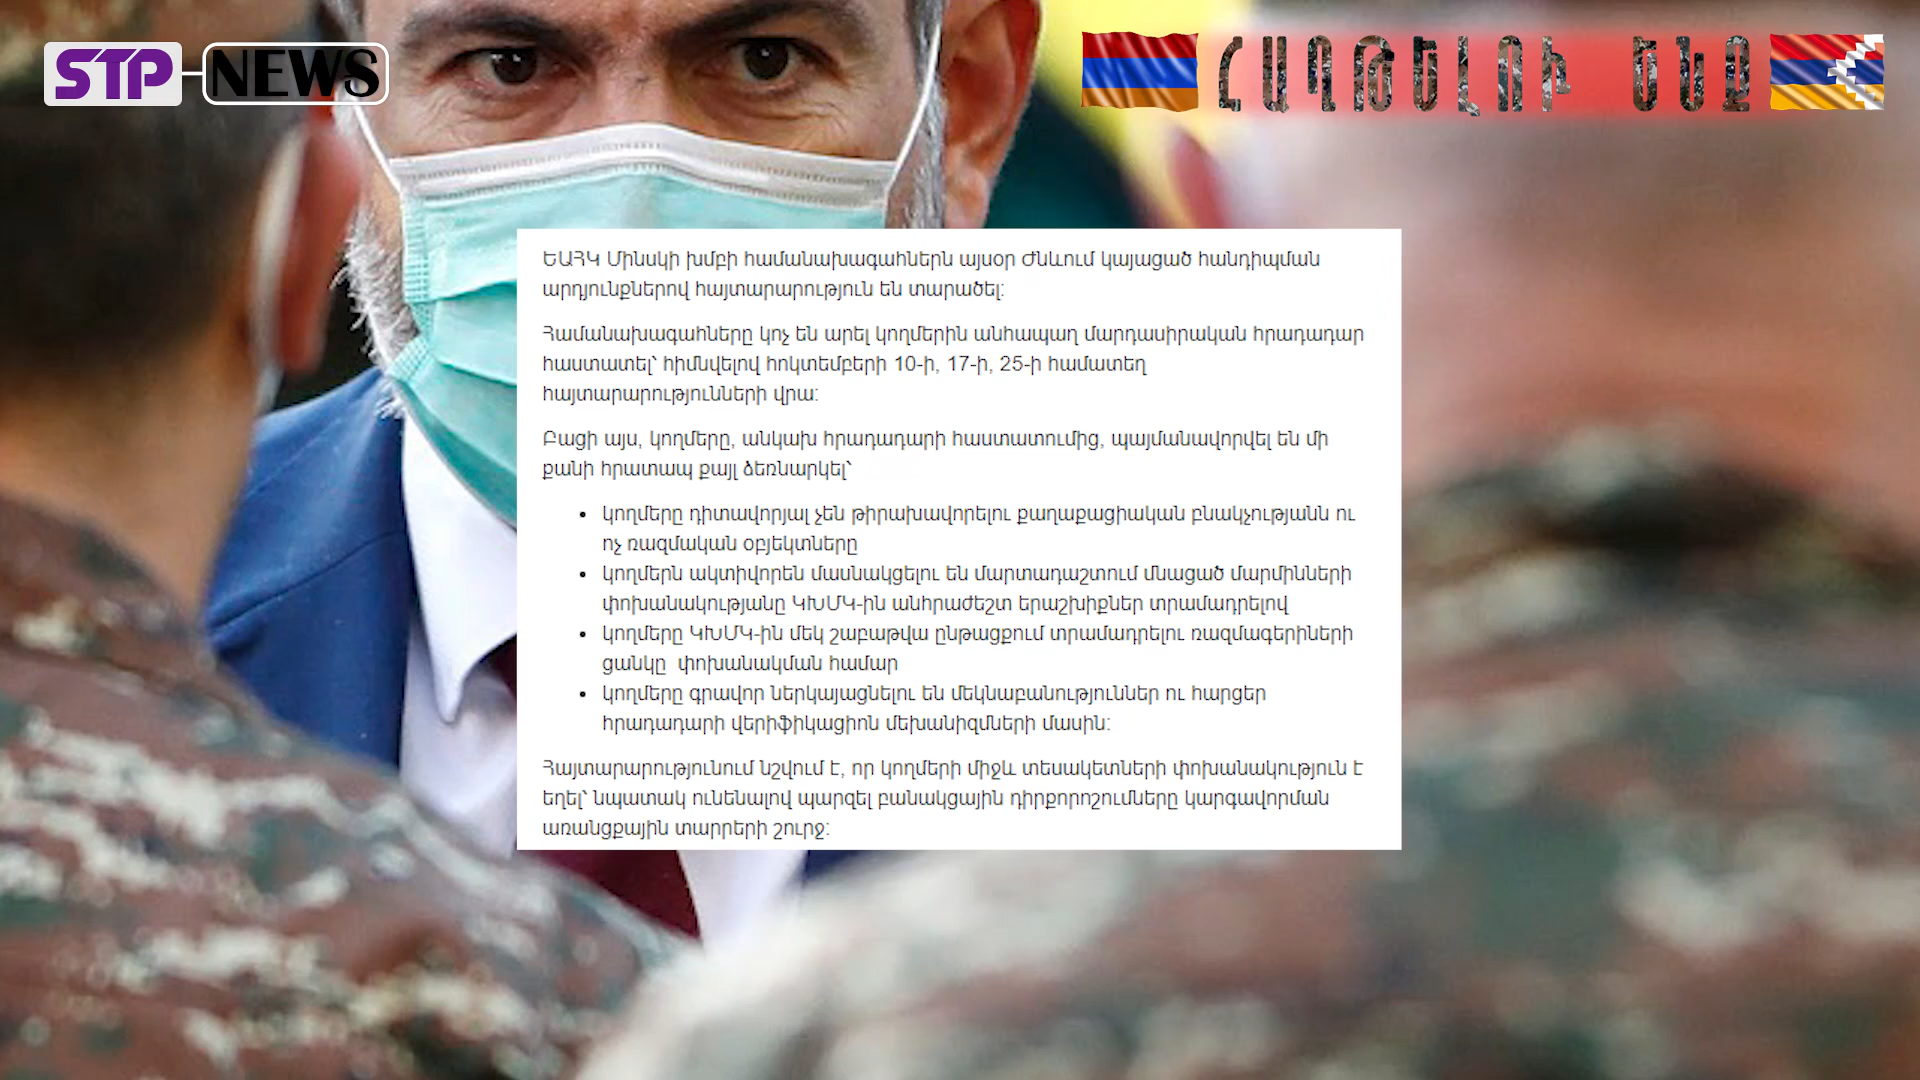 STP NEWS
ՀԱՂԹԵԼՈՒ ԵՆՔ
ԵԱՀԿ Մինսկի խմբի համանախագահներն այսօր Ժնևում կայացած հանդիպման
արդյունքներով հայտարարություն են տարածել։
Համանախագահները կոչ են արել կողմերին անհապաղ մարդասիրական հրադադար
հաստատել՝ հիմնվելով հոկտեմբերի 10-ի, 17-ի, 25-ի համատեղ
հայտարարությունների վրա։
Բացի այս, կողմերը, անկախ հրադադարի հաստատումից, պայմանավորվել են մի
քանի հրատապ քայլ ձեռնարկել՝
• կողմերը դիտավորյալ չեն թիրախավորելու քաղաքացիական բնակչությանն ու
ոչ ռազմական օբյեկտները
• կողմերն ակտիվորեն մասնակցելու են մարտադաշտում մնացած մարմինների
փոխանակությանը ԿԽՄԿ-ին անհրաժեշտ երաշխիքներ տրամադրելով
• կողմերը ԿԽՄԿ-ին մեկ շաբաթվա ընթացքում տրամադրելու ռազմագերիների
ցանկը  փոխանակման համար
• կողմերը գրավոր ներկայացնելու են մեկնաբանություններ ու հարցեր
հրադադարի վերիֆիկացիոն մեխանիզմների մասին։
Հայտարարությունում նշվում է, որ կողմերի միջև տեսակետների փոխանակություն է
եղել՝ նպատակ ունենալով պարզել բանակցային դիրքորոշումները կարգավորման
առանցքային տարրերի շուրջ։